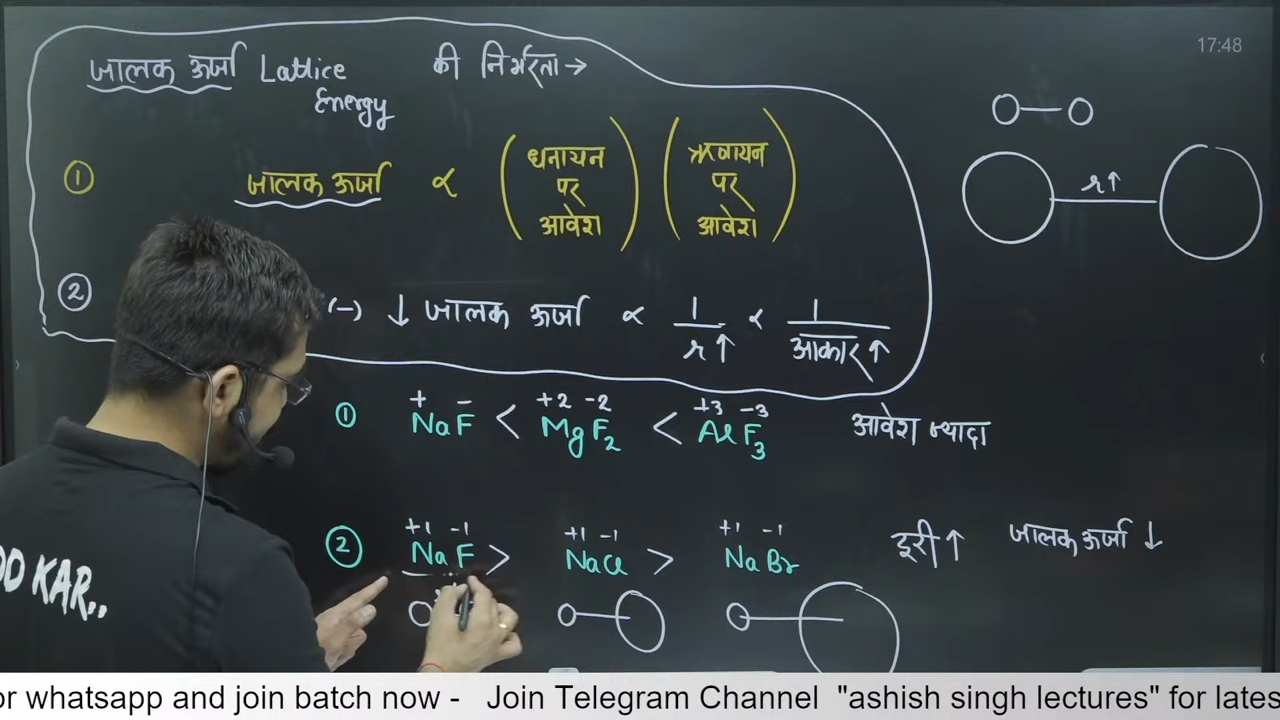 17:48
जालक ऊर्जा Lattice Energy की निर्भरता →
① जालक ऊर्जा ∝ (धनायन पर आवेश) (ऋणायन पर आवेश)
② (-) ↓ जालक ऊर्जा ∝ 1/r↑ ∝ 1/आकार↑
r↑
+ - +2 -2 +3 -3
① NaF < MgF₂ < AlF₃ आवेश ज्यादा
+1 -1 +1 -1 +1 -1
② NaF > NaCl > NaBr दूरी ↑ जालक ऊर्जा ↓
OD KAR..
or whatsapp and join batch now - Join Telegram Channel "ashish singh lectures" for lates